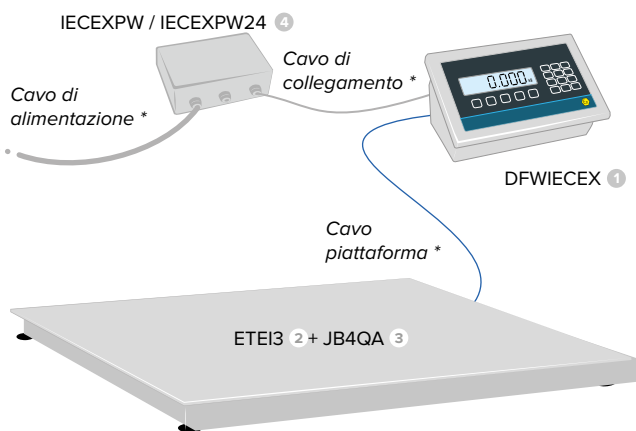 IECEXPW / IECEXPW24 4
Cavo di
collegamento *
Cavo di
alimentazione *
0.000
DFWIECEX 1
Cavo
piattaforma *
ETEI3 2 + JB4QA 3